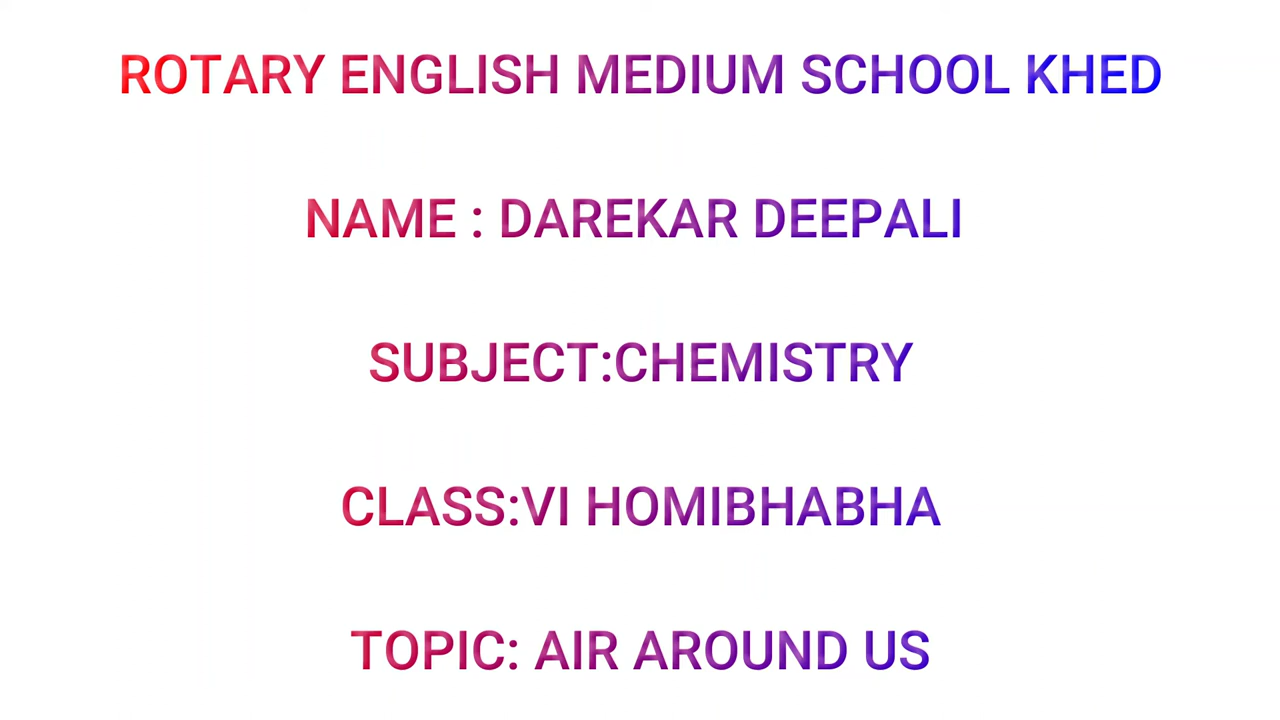 ROTARY ENGLISH MEDIUM SCHOOL KHED
NAME : DAREKAR DEEPALI
SUBJECT:CHEMISTRY
CLASS:VI HOMIBHABHA
TOPIC: AIR AROUND US